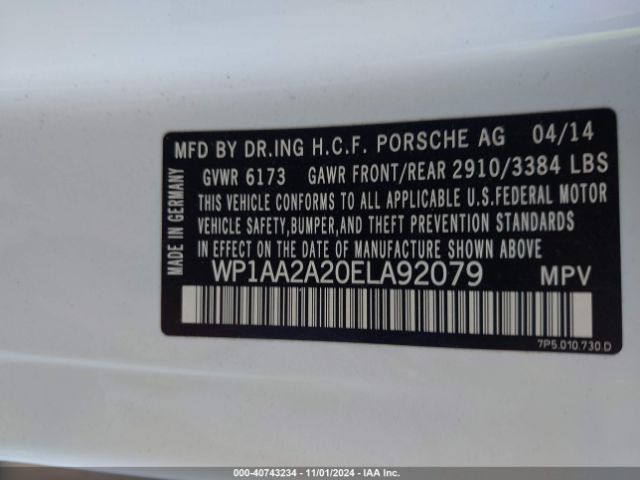 MFD BY DR.ING H.C.F. PORSCHE AG 04/14
GVWR 6173 GAWR FRONT/REAR 2910/3384 LBS
THIS VEHICLE CONFORMS TO ALL APPLICABLE U.S.FEDERAL MOTOR
VEHICLE SAFETY,BUMPER,AND THEFT PREVENTION STANDARDS
IN EFFECT ON THE DATE OF MANUFACTURE SHOWN ABOVE
MADE IN GERMANY
WP1AA2A20ELA92079 MPV
7P5.010.730.D
STOCK #: 40743234 - 11/01/2024 - IAA, Inc.